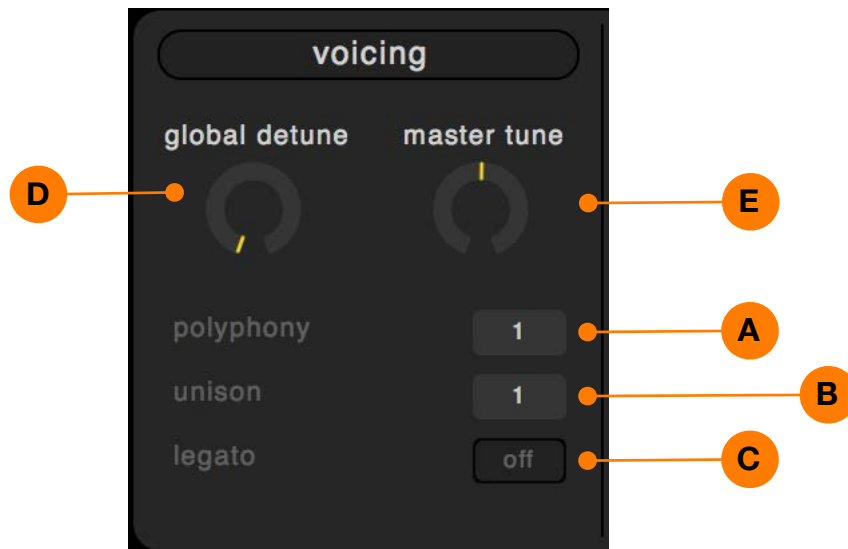 voicing
global detune master tune
D
E
polyphony 1 A
unison 1 B
legato off C